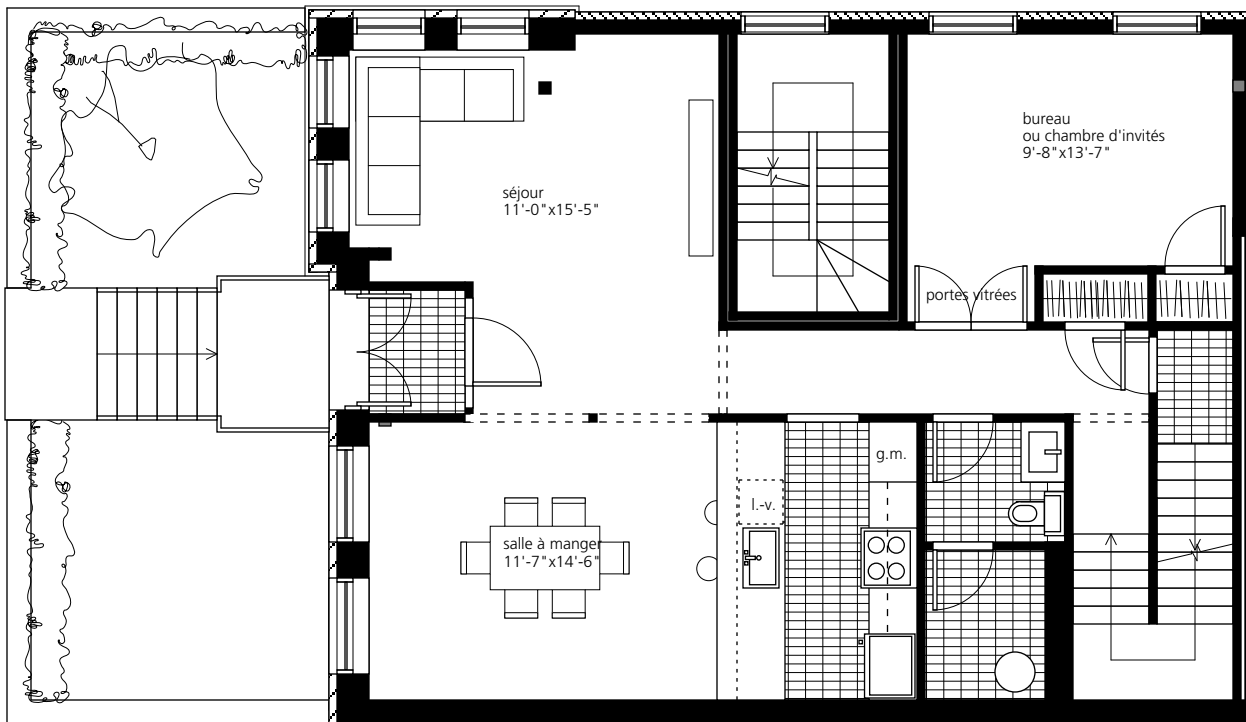 bureau
ou chambre d'invités
9'-8"x13'-7"
séjour
11'-0"x15'-5"
portes vitrées
g.m.
l.-v.
salle à manger
11'-7"x14'-6"